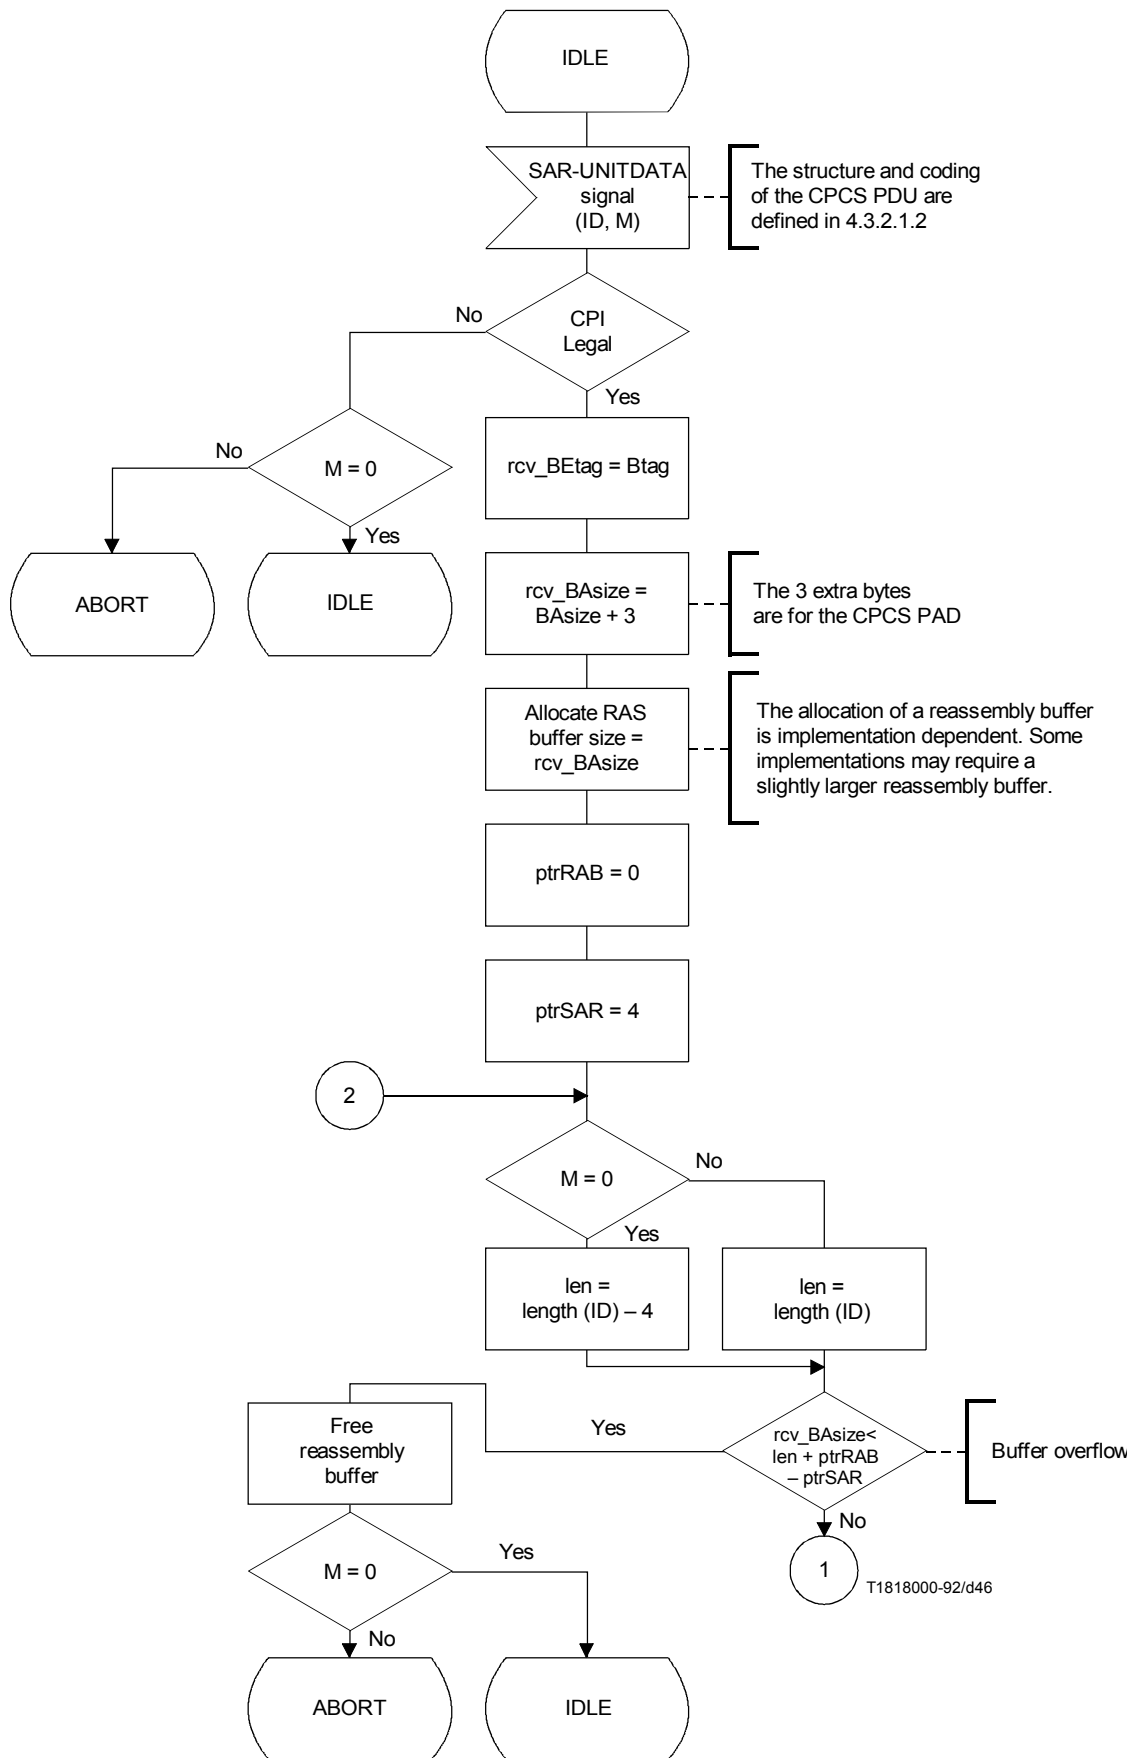 IDLE
SAR-UNITDATA
signal
(ID, M)
The structure and coding
of the CPCS PDU are
defined in 4.3.2.1.2
No
CPI
Legal
Yes
No
M = 0
Yes
rcv_BEtag = Btag
ABORT
IDLE
rcv_BAsize =
BAsize + 3
The 3 extra bytes
are for the CPCS PAD
Allocate RAS
buffer size =
rcv_BAsize
The allocation of a reassembly buffer
is implementation dependent. Some
implementations may require a
slightly larger reassembly buffer.
ptrRAB = 0
ptrSAR = 4
2
M = 0
No
Yes
len =
length (ID) – 4
len =
length (ID)
Free
reassembly
buffer
Yes
rcv_BAsize<
len + ptrRAB
– ptrSAR
Buffer overflow
No
M = 0
Yes
1
T1818000-92/d46
No
ABORT
IDLE